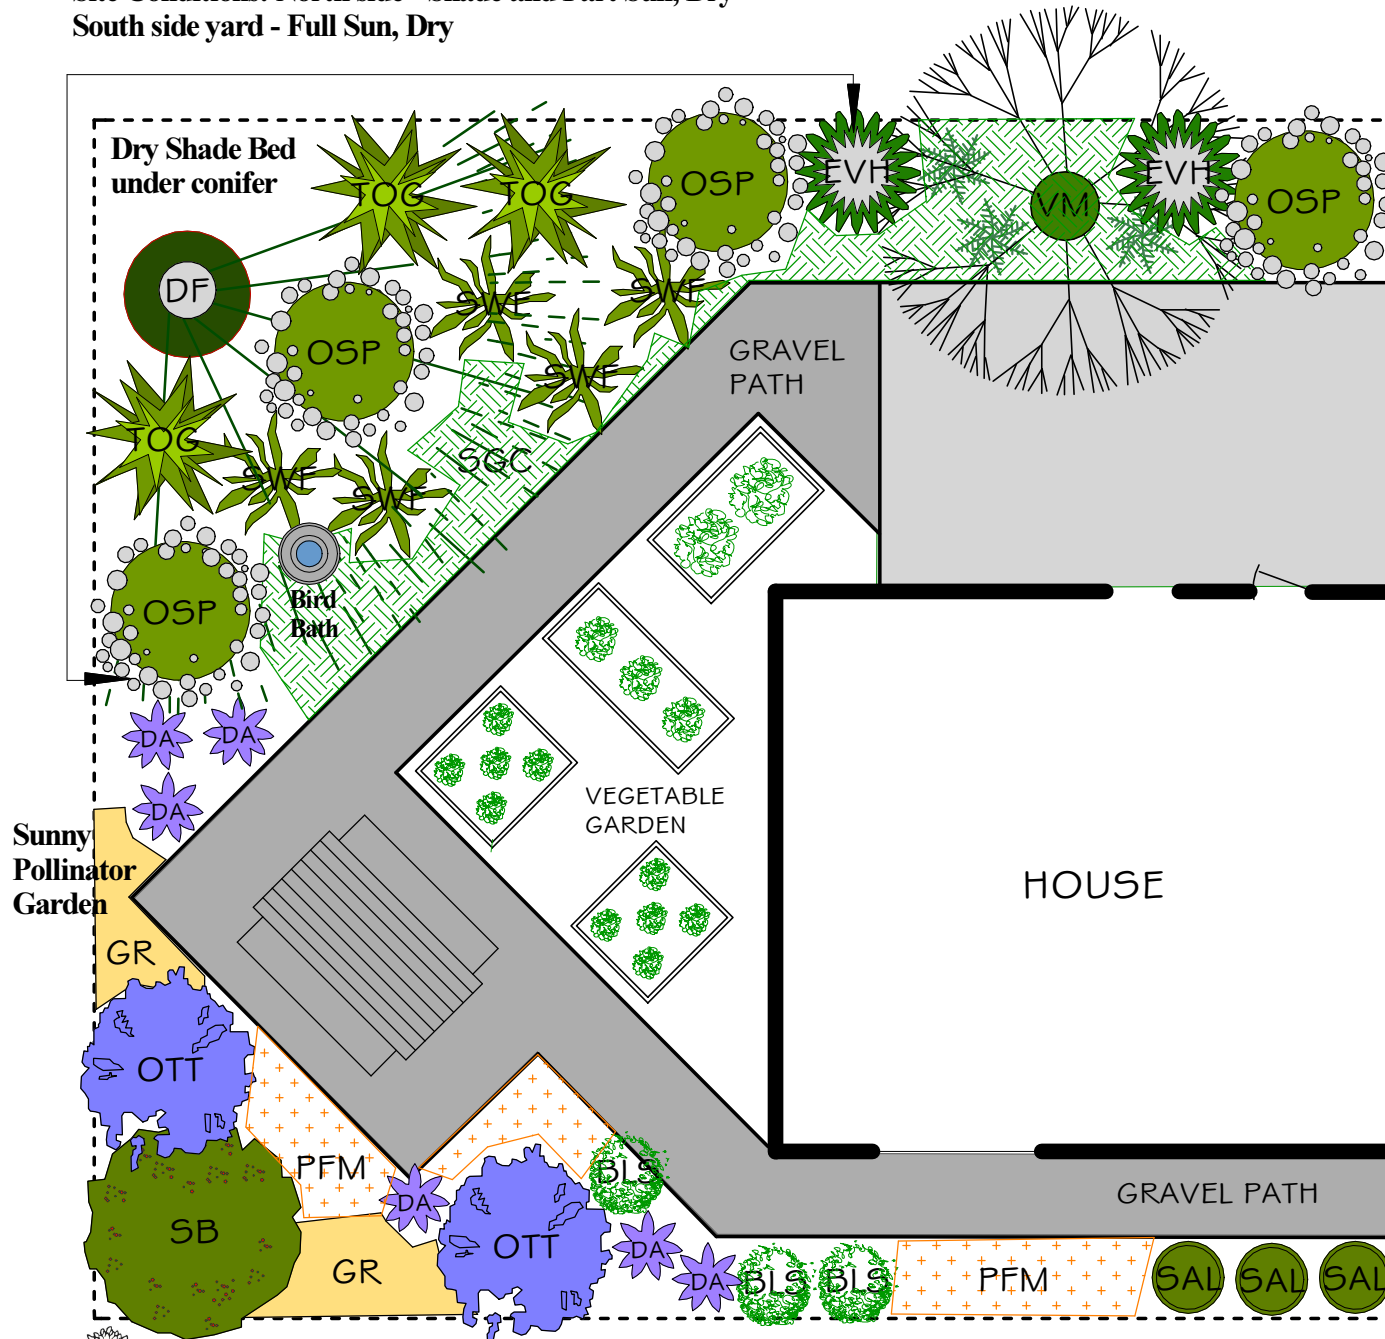 South side yard - Full Sun, Dry
Dry Shade Bed
under conifer
TOG
TOG
OSP
EVH
VM
EVH
OSP
DF
SWF
SWF
OSP
SWF
GRAVEL
PATH
TOG
SWF
SWF
SGC
Bird
Bath
OSP
DA
DA
DA
VEGETABLE
GARDEN
Sunny
Pollinator
Garden
GR
HOUSE
OTT
PFM
BLS
DA
GRAVEL PATH
SB
OTT
DA
GR
DA
BLS
BLS
PFM
SAL
SAL
SAL